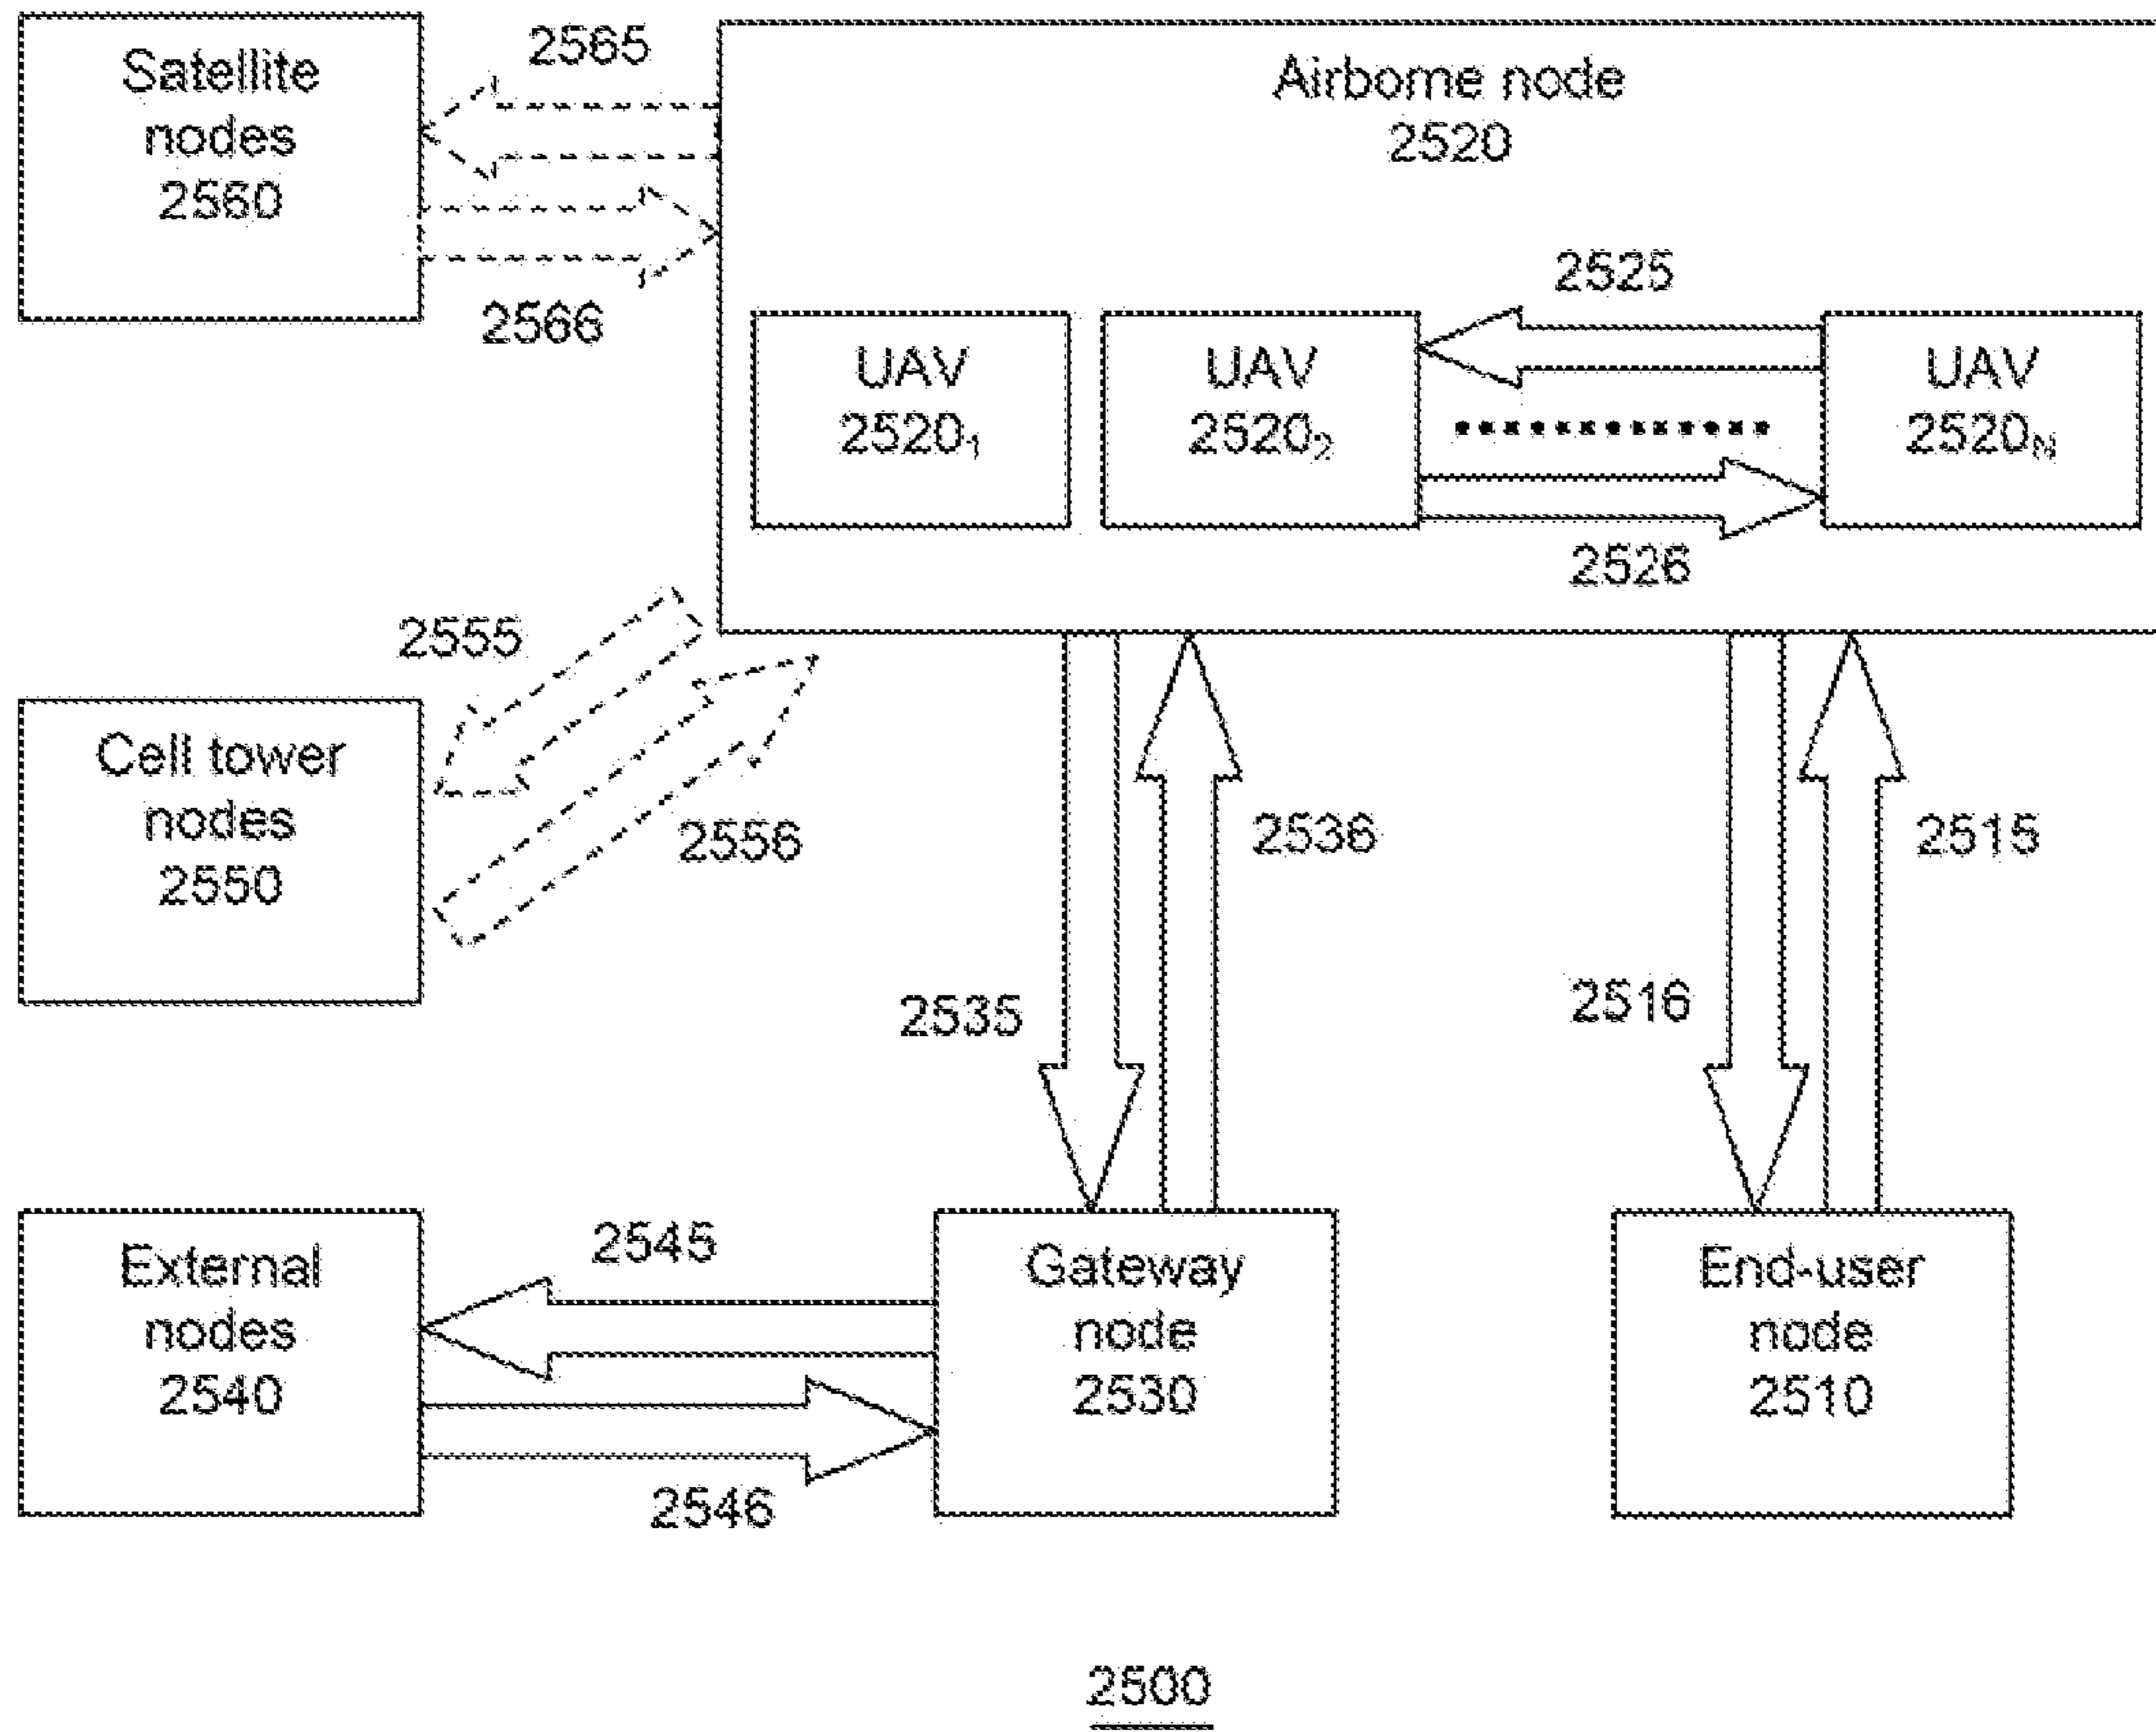 Satellite
nodes
2560
2565
2566
Airborne node
2520
UAV
2520₁
UAV
2520₂
2525
2526
UAV
2520N
2555
2556
Cell tower
nodes
2550
2535
2536
2516
2515
External
nodes
2540
2545
2546
Gateway
node
2530
End-user
node
2510
2500